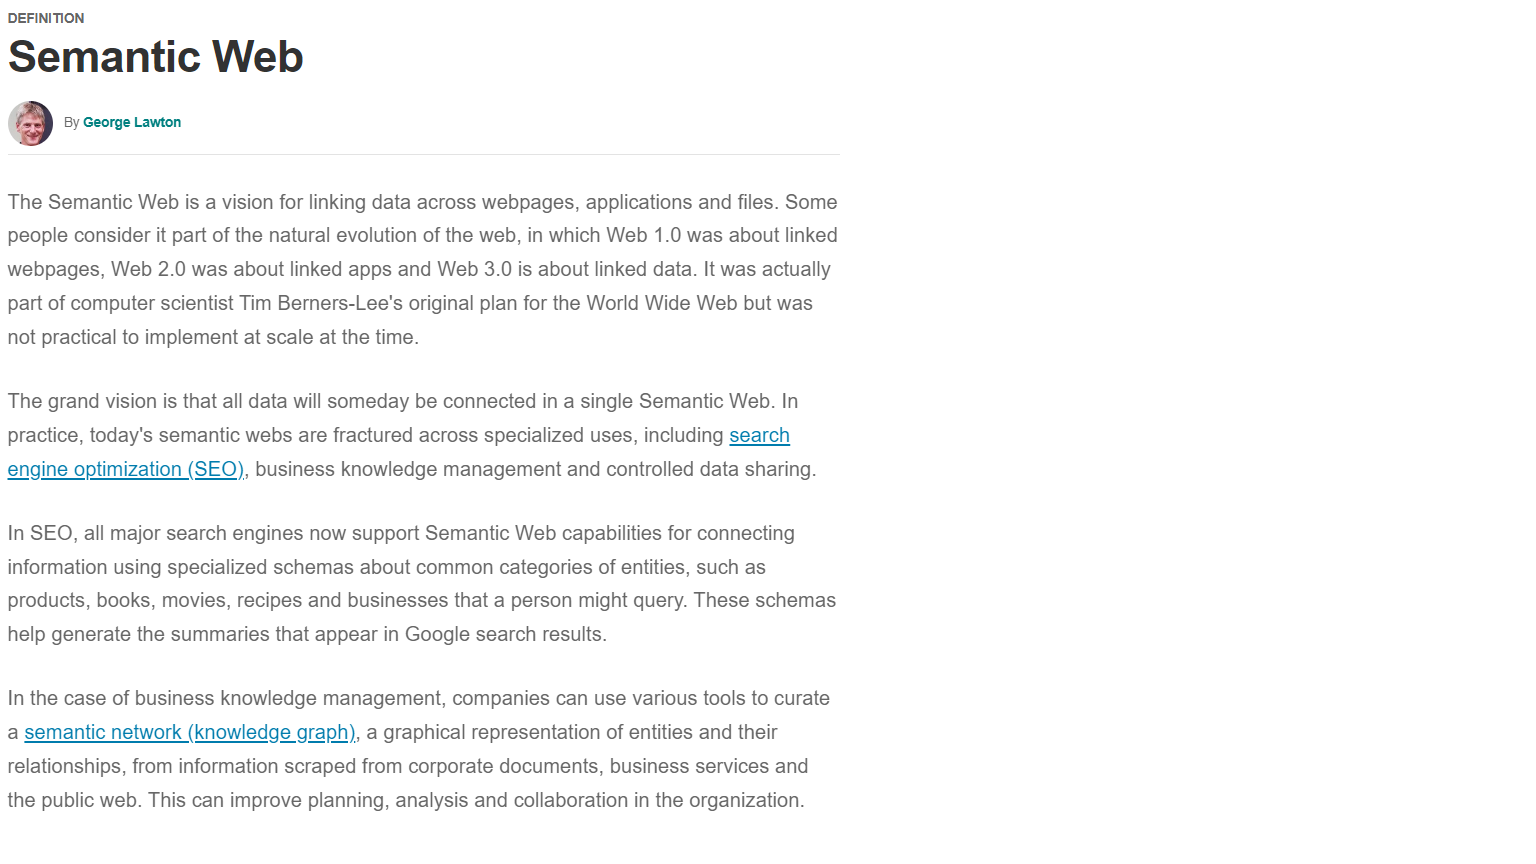 DEFINITION
Semantic Web
By George Lawton
The Semantic Web is a vision for linking data across webpages, applications and files. Some
people consider it part of the natural evolution of the web, in which Web 1.0 was about linked
webpages, Web 2.0 was about linked apps and Web 3.0 is about linked data. It was actually
part of computer scientist Tim Berners-Lee's original plan for the World Wide Web but was
not practical to implement at scale at the time.
The grand vision is that all data will someday be connected in a single Semantic Web. In
practice, today's semantic webs are fractured across specialized uses, including search
engine optimization (SEO), business knowledge management and controlled data sharing.
In SEO, all major search engines now support Semantic Web capabilities for connecting
information using specialized schemas about common categories of entities, such as
products, books, movies, recipes and businesses that a person might query. These schemas
help generate the summaries that appear in Google search results.
In the case of business knowledge management, companies can use various tools to curate
a semantic network (knowledge graph), a graphical representation of entities and their
relationships, from information scraped from corporate documents, business services and
the public web. This can improve planning, analysis and collaboration in the organization.